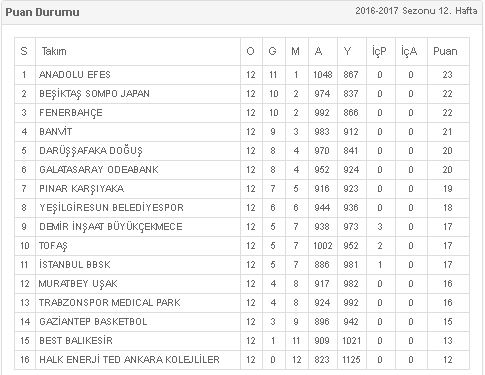 Puan Durumu 2016-2017 Sezonu 12. Hafta
S Takım O G M A Y İçP İçA Puan
1 ANADOLU EFES 12 11 1 1048 867 0 0 23
2 BEŞİKTAŞ SOMPO JAPAN 12 10 2 974 837 0 0 22
3 FENERBAHÇE 12 10 2 992 866 0 0 22
4 BANVİT 12 9 3 983 912 0 0 21
5 DARÜŞŞAFAKA DOĞUŞ 12 8 4 970 841 0 0 20
6 GALATASARAY ODEABANK 12 8 4 952 924 0 0 20
7 PINAR KARŞIYAKA 12 7 5 916 923 0 0 19
8 YEŞİLGİRESUN BELEDİYESPOR 12 6 6 944 936 0 0 18
9 DEMİR İNŞAAT BÜYÜKÇEKMECE 12 5 7 938 973 3 0 17
10 TOFAŞ 12 5 7 1002 952 2 0 17
11 İSTANBUL BBSK 12 5 7 886 981 1 0 17
12 MURATBEY UŞAK 12 4 8 917 982 0 0 16
13 TRABZONSPOR MEDICAL PARK 12 4 8 924 992 0 0 16
14 GAZİANTEP BASKETBOL 12 3 9 896 942 0 0 15
15 BEST BALIKESİR 12 1 11 909 1021 0 0 13
16 HALK ENERJİ TED ANKARA KOLEJLİLER 12 0 12 823 1125 0 0 12